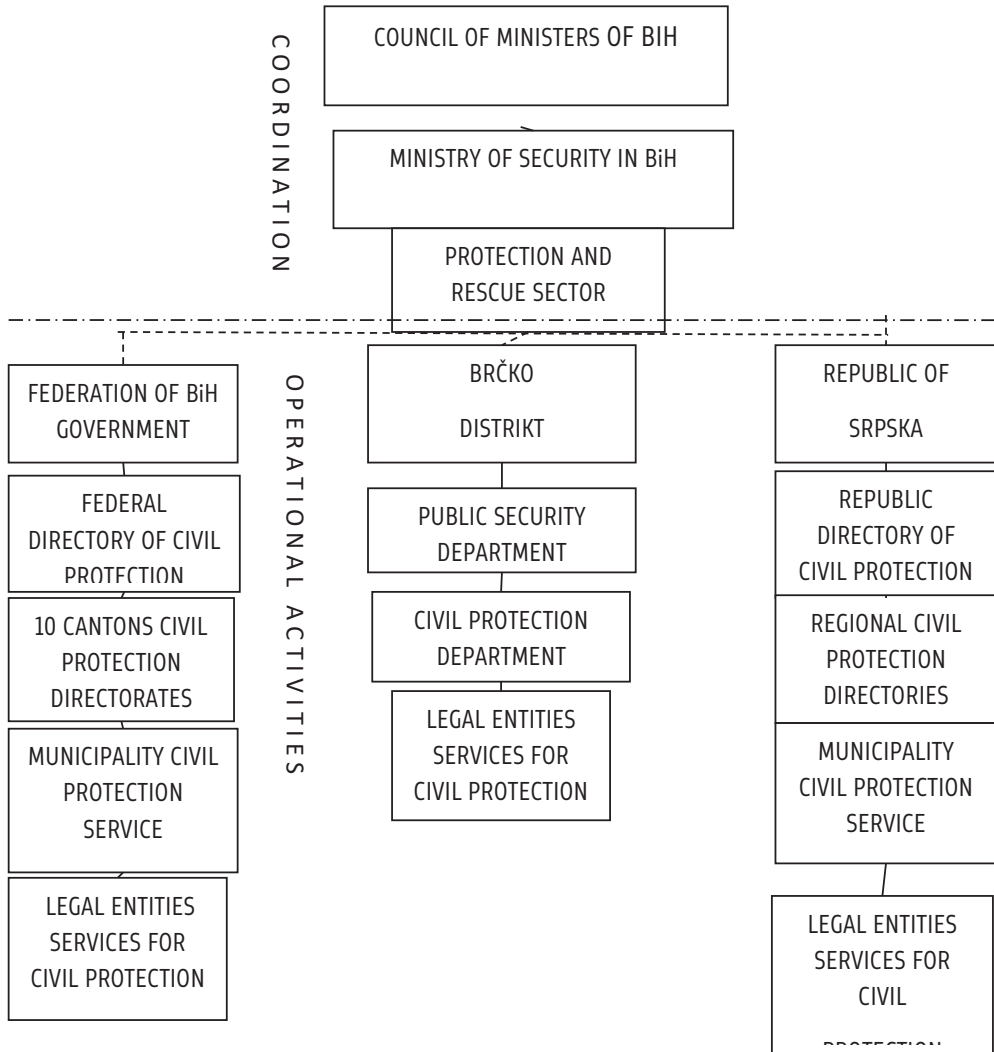 COORDINATION
COUNCIL OF MINISTERS OF BIH
MINISTRY OF SECURITY IN BiH
PROTECTION AND
RESCUE SECTOR
OPERATIONAL ACTIVITIES
FEDERATION OF BiH
GOVERNMENT
FEDERAL
DIRECTORY OF CIVIL
PROTECTION
10 CANTONS CIVIL
PROTECTION
DIRECTORATES
MUNICIPALITY CIVIL
PROTECTION
SERVICE
LEGAL ENTITIES
SERVICES FOR
CIVIL PROTECTION
BRČKO
DISTRIKT
PUBLIC SECURITY
DEPARTMENT
CIVIL PROTECTION
DEPARTMENT
LEGAL ENTITIES
SERVICES FOR
CIVIL PROTECTION
REPUBLIC OF
SRPSKA
REPUBLIC
DIRECTORY OF
CIVIL PROTECTION
REGIONAL CIVIL
PROTECTION
DIRECTORIES
MUNICIPALITY
CIVIL PROTECTION
SERVICE
LEGAL ENTITIES
SERVICES FOR
CIVIL
PROTECTION